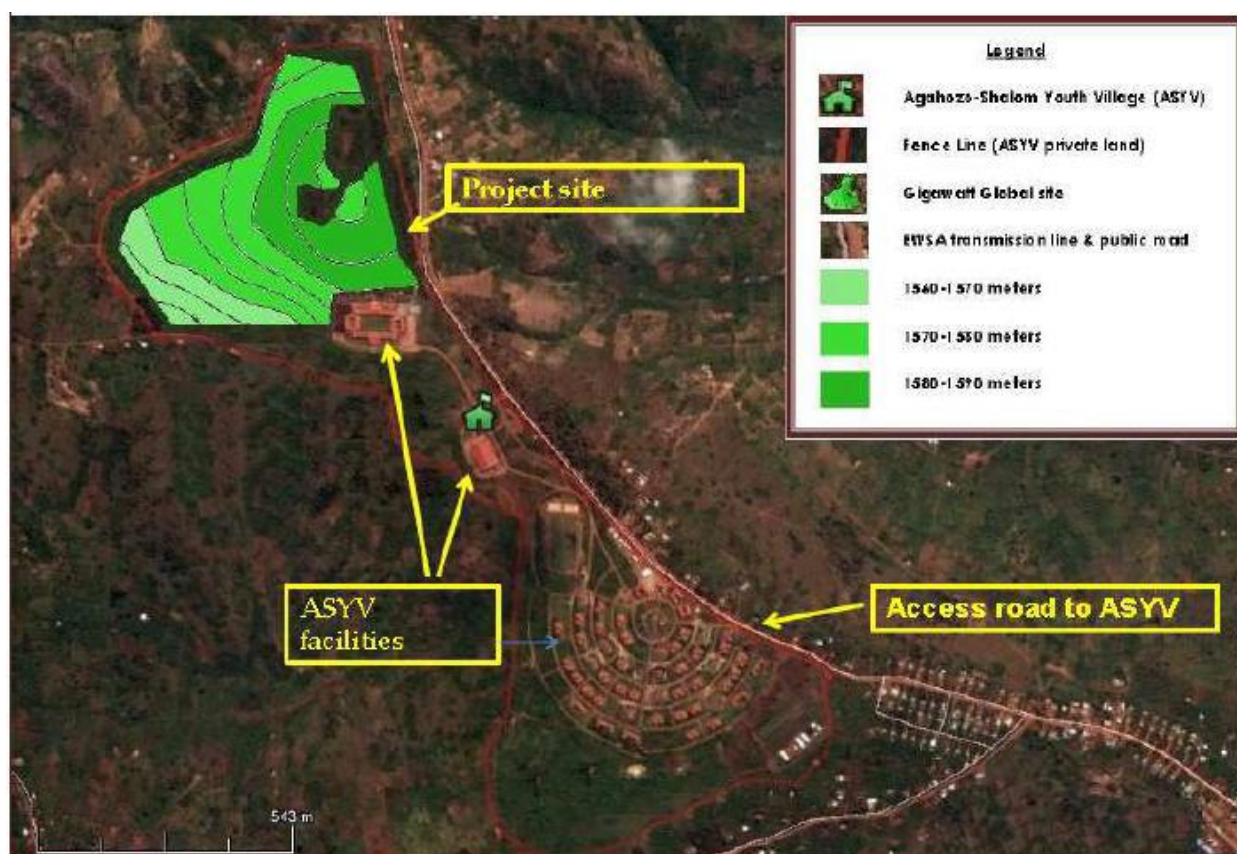 Legend
Agahozo-Shalom Youth Village (ASYV)
Fence Line (ASYV private land)
Gigawatt Global site
EWSA transmission line & public road
1560-1570 meters
1570-1580 meters
1580-1590 meters
Project site
ASYV
facilities
Access road to ASYV
543 m